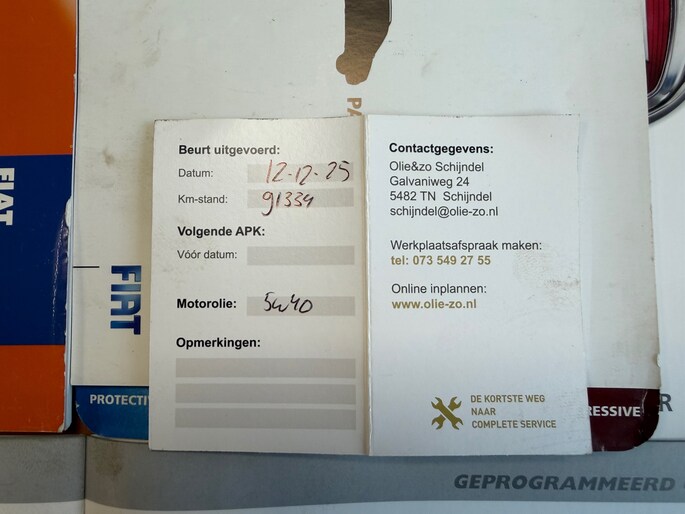 PA
FIAT
FIAT
Beurt uitgevoerd:
Datum: 12-12-25
Km-stand: 91334
Volgende APK:
Vóór datum:
Motorolie: 5w40
Opmerkingen:
Contactgegevens:
Olie&zo Schijndel
Galvaniweg 24
5482 TN Schijndel
schijndel@olie-zo.nl
Werkplaatsafspraak maken:
tel: 073 549 27 55
Online inplannen:
www.olie-zo.nl
DE KORTSTE WEG
NAAR
COMPLETE SERVICE
PROTECTI
RESSIVE
R
GEPROGRAMMEERD